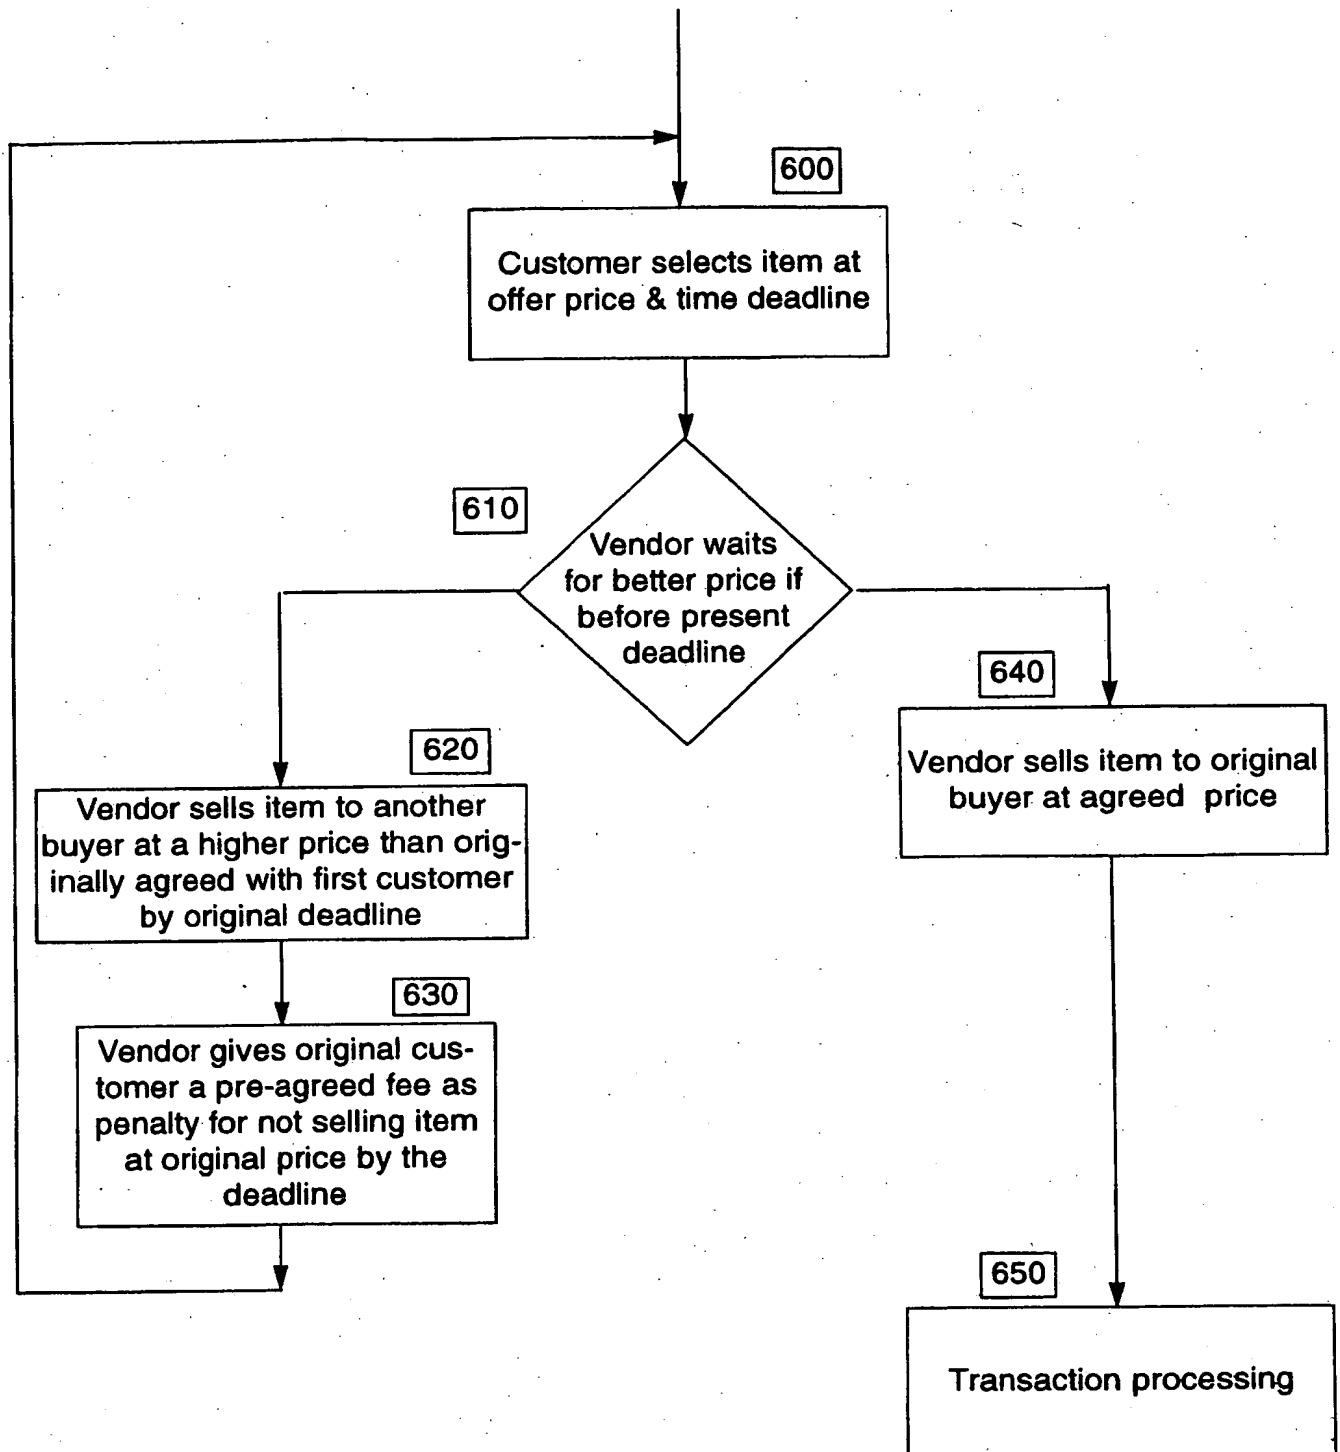 600
Customer selects item at
offer price & time deadline
610
Vendor waits
for better price if
before present
deadline
640
Vendor sells item to original
buyer at agreed price
620
Vendor sells item to another
buyer at a higher price than orig-
inally agreed with first customer
by original deadline
630
Vendor gives original cus-
tomer a pre-agreed fee as
penalty for not selling item
at original price by the
deadline
650
Transaction processing